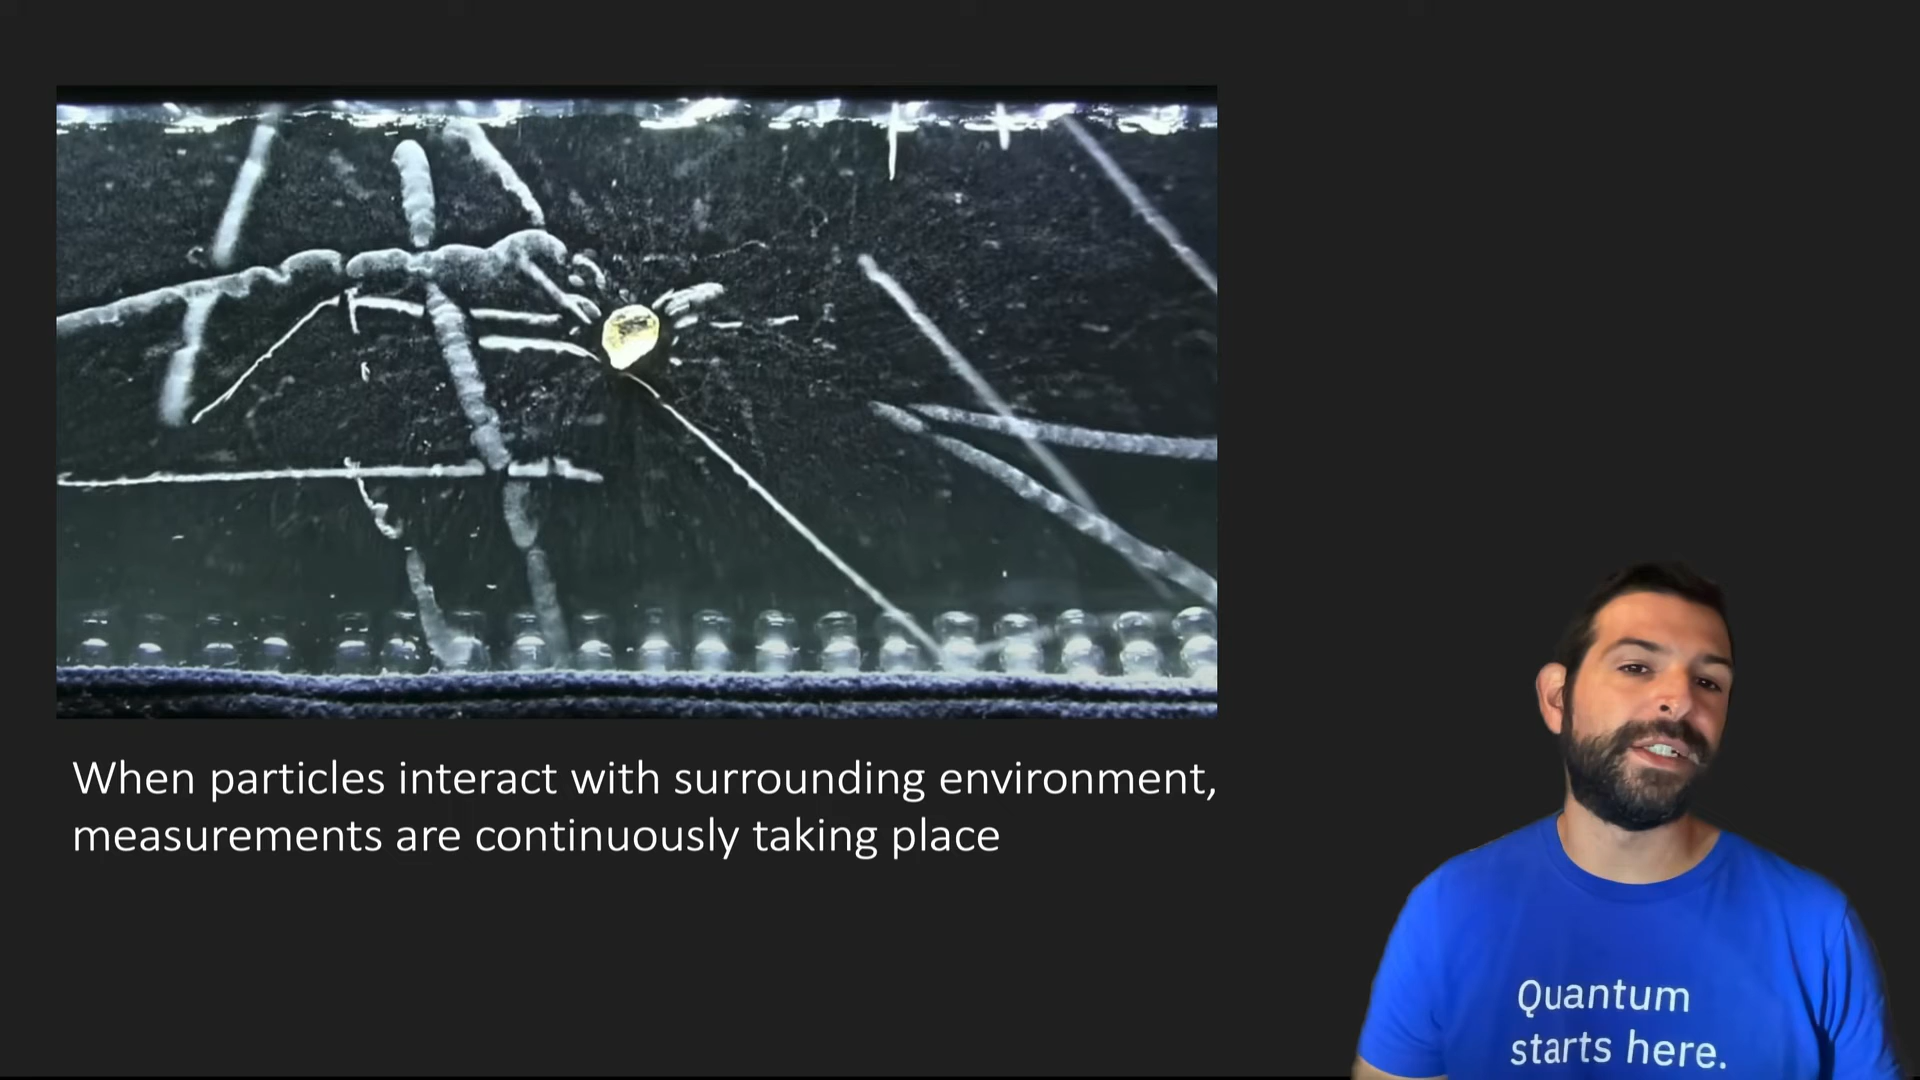 When particles interact with surrounding environment,
measurements are continuously taking place
Quantum
starts here.